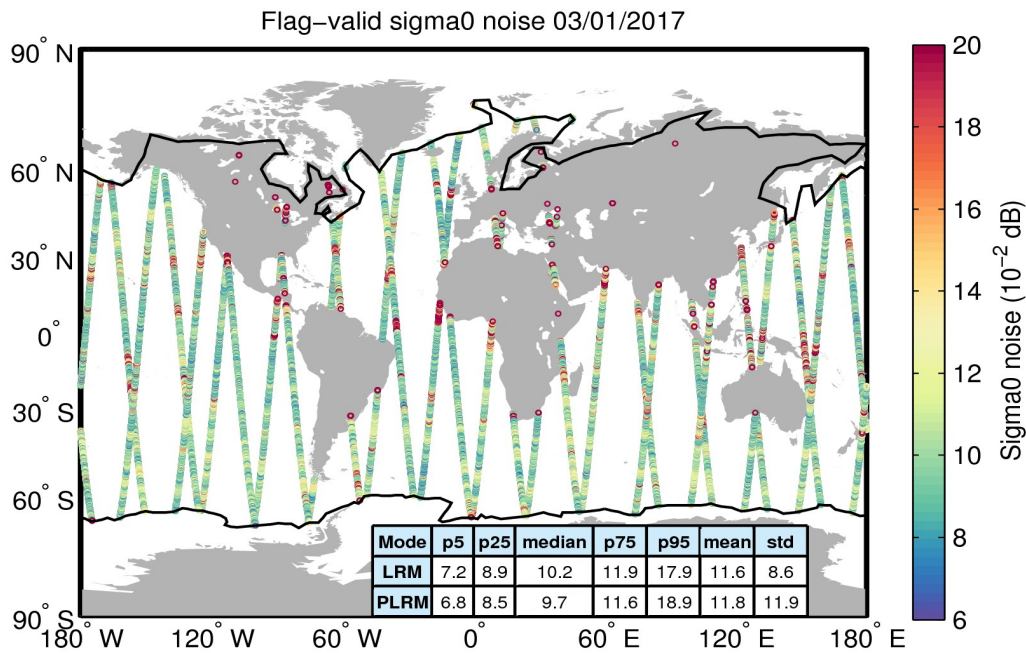 Flag−valid sigma0 noise 03/01/2017
90° N
60° N
30° N
0°
30° S
60° S
90° S
180° W
120° W
60° W
0°
60° E
120° E
180° E
Mode p5 p25 median p75 p95 mean std
LRM 7.2 8.9 10.2 11.9 17.9 11.6 8.6
PLRM 6.8 8.5 9.7 11.6 18.9 11.8 11.9
20
18
16
14
12
10
8
6
Sigma0 noise (10⁻² dB)